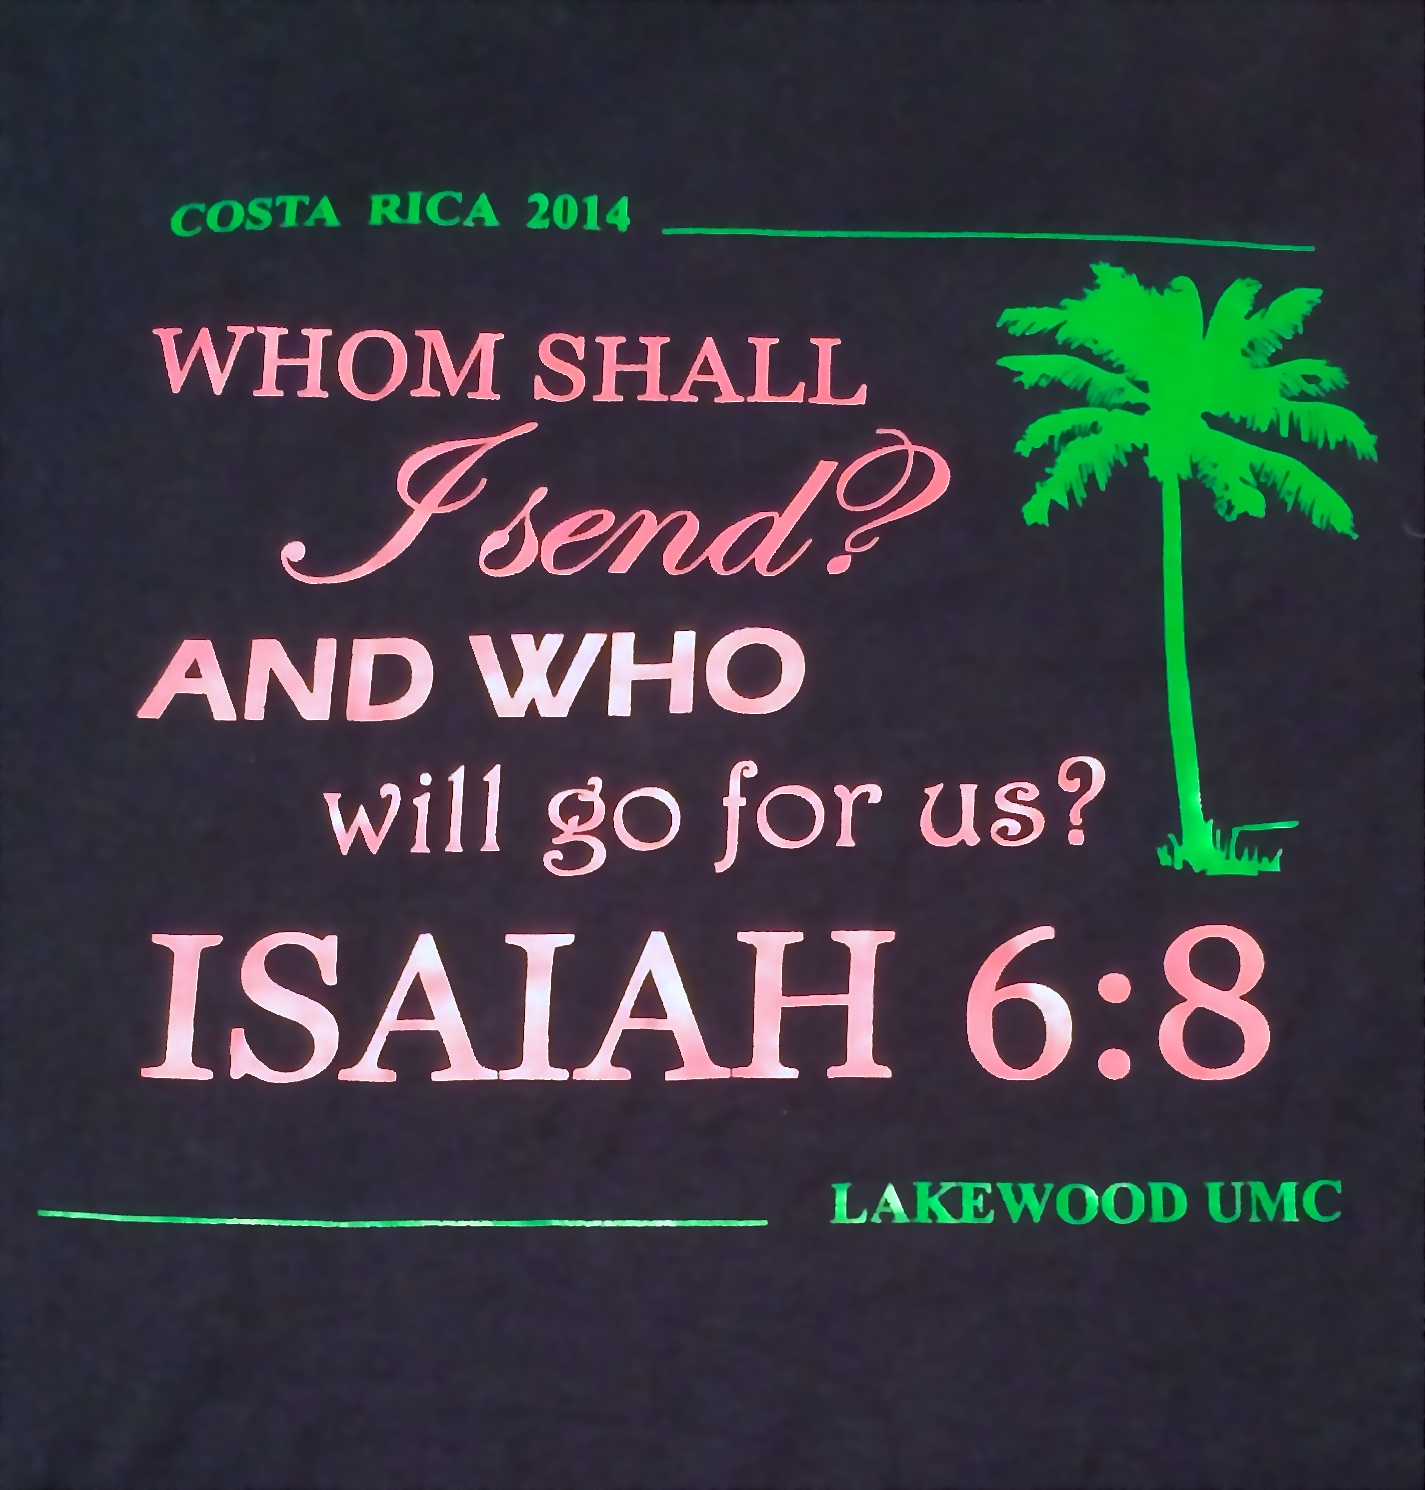 COSTA RICA 2014
WHOM SHALL
I send?
AND WHO
will go for us?
ISAIAH 6:8
LAKEWOOD UMC